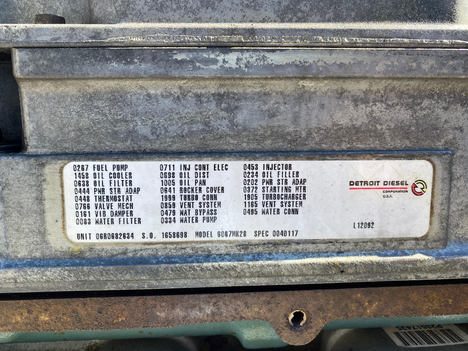 0267 FUEL PUMP 0711 INJ CONT ELEC 0453 INJECTOR
1458 OIL COOLER 0698 OIL DIST 0234 OIL FILLER
0638 OIL FILTER 1005 OIL PAN 0202 PWR STR ADAP
0444 PWR STR ADAP 0641 ROCKER COVER 0372 STARTING MTR
0448 THERMOSTAT 1999 TURBO CONN 1905 TURBOCHARGER
0766 VALVE MECH 0859 VENT SYSTEM 1165 VENT SYSTEM
0161 VIB DAMPER 0479 WAT BYPASS 0495 WATER CONN
0083 WATER FILTER 0334 WATER PUMP
UNIT 06R0682634 S.O. 1658698 MODEL 6067MK28 SPEC 0040117
DETROIT DIESEL
CORPORATION
U.S.A.
L12092